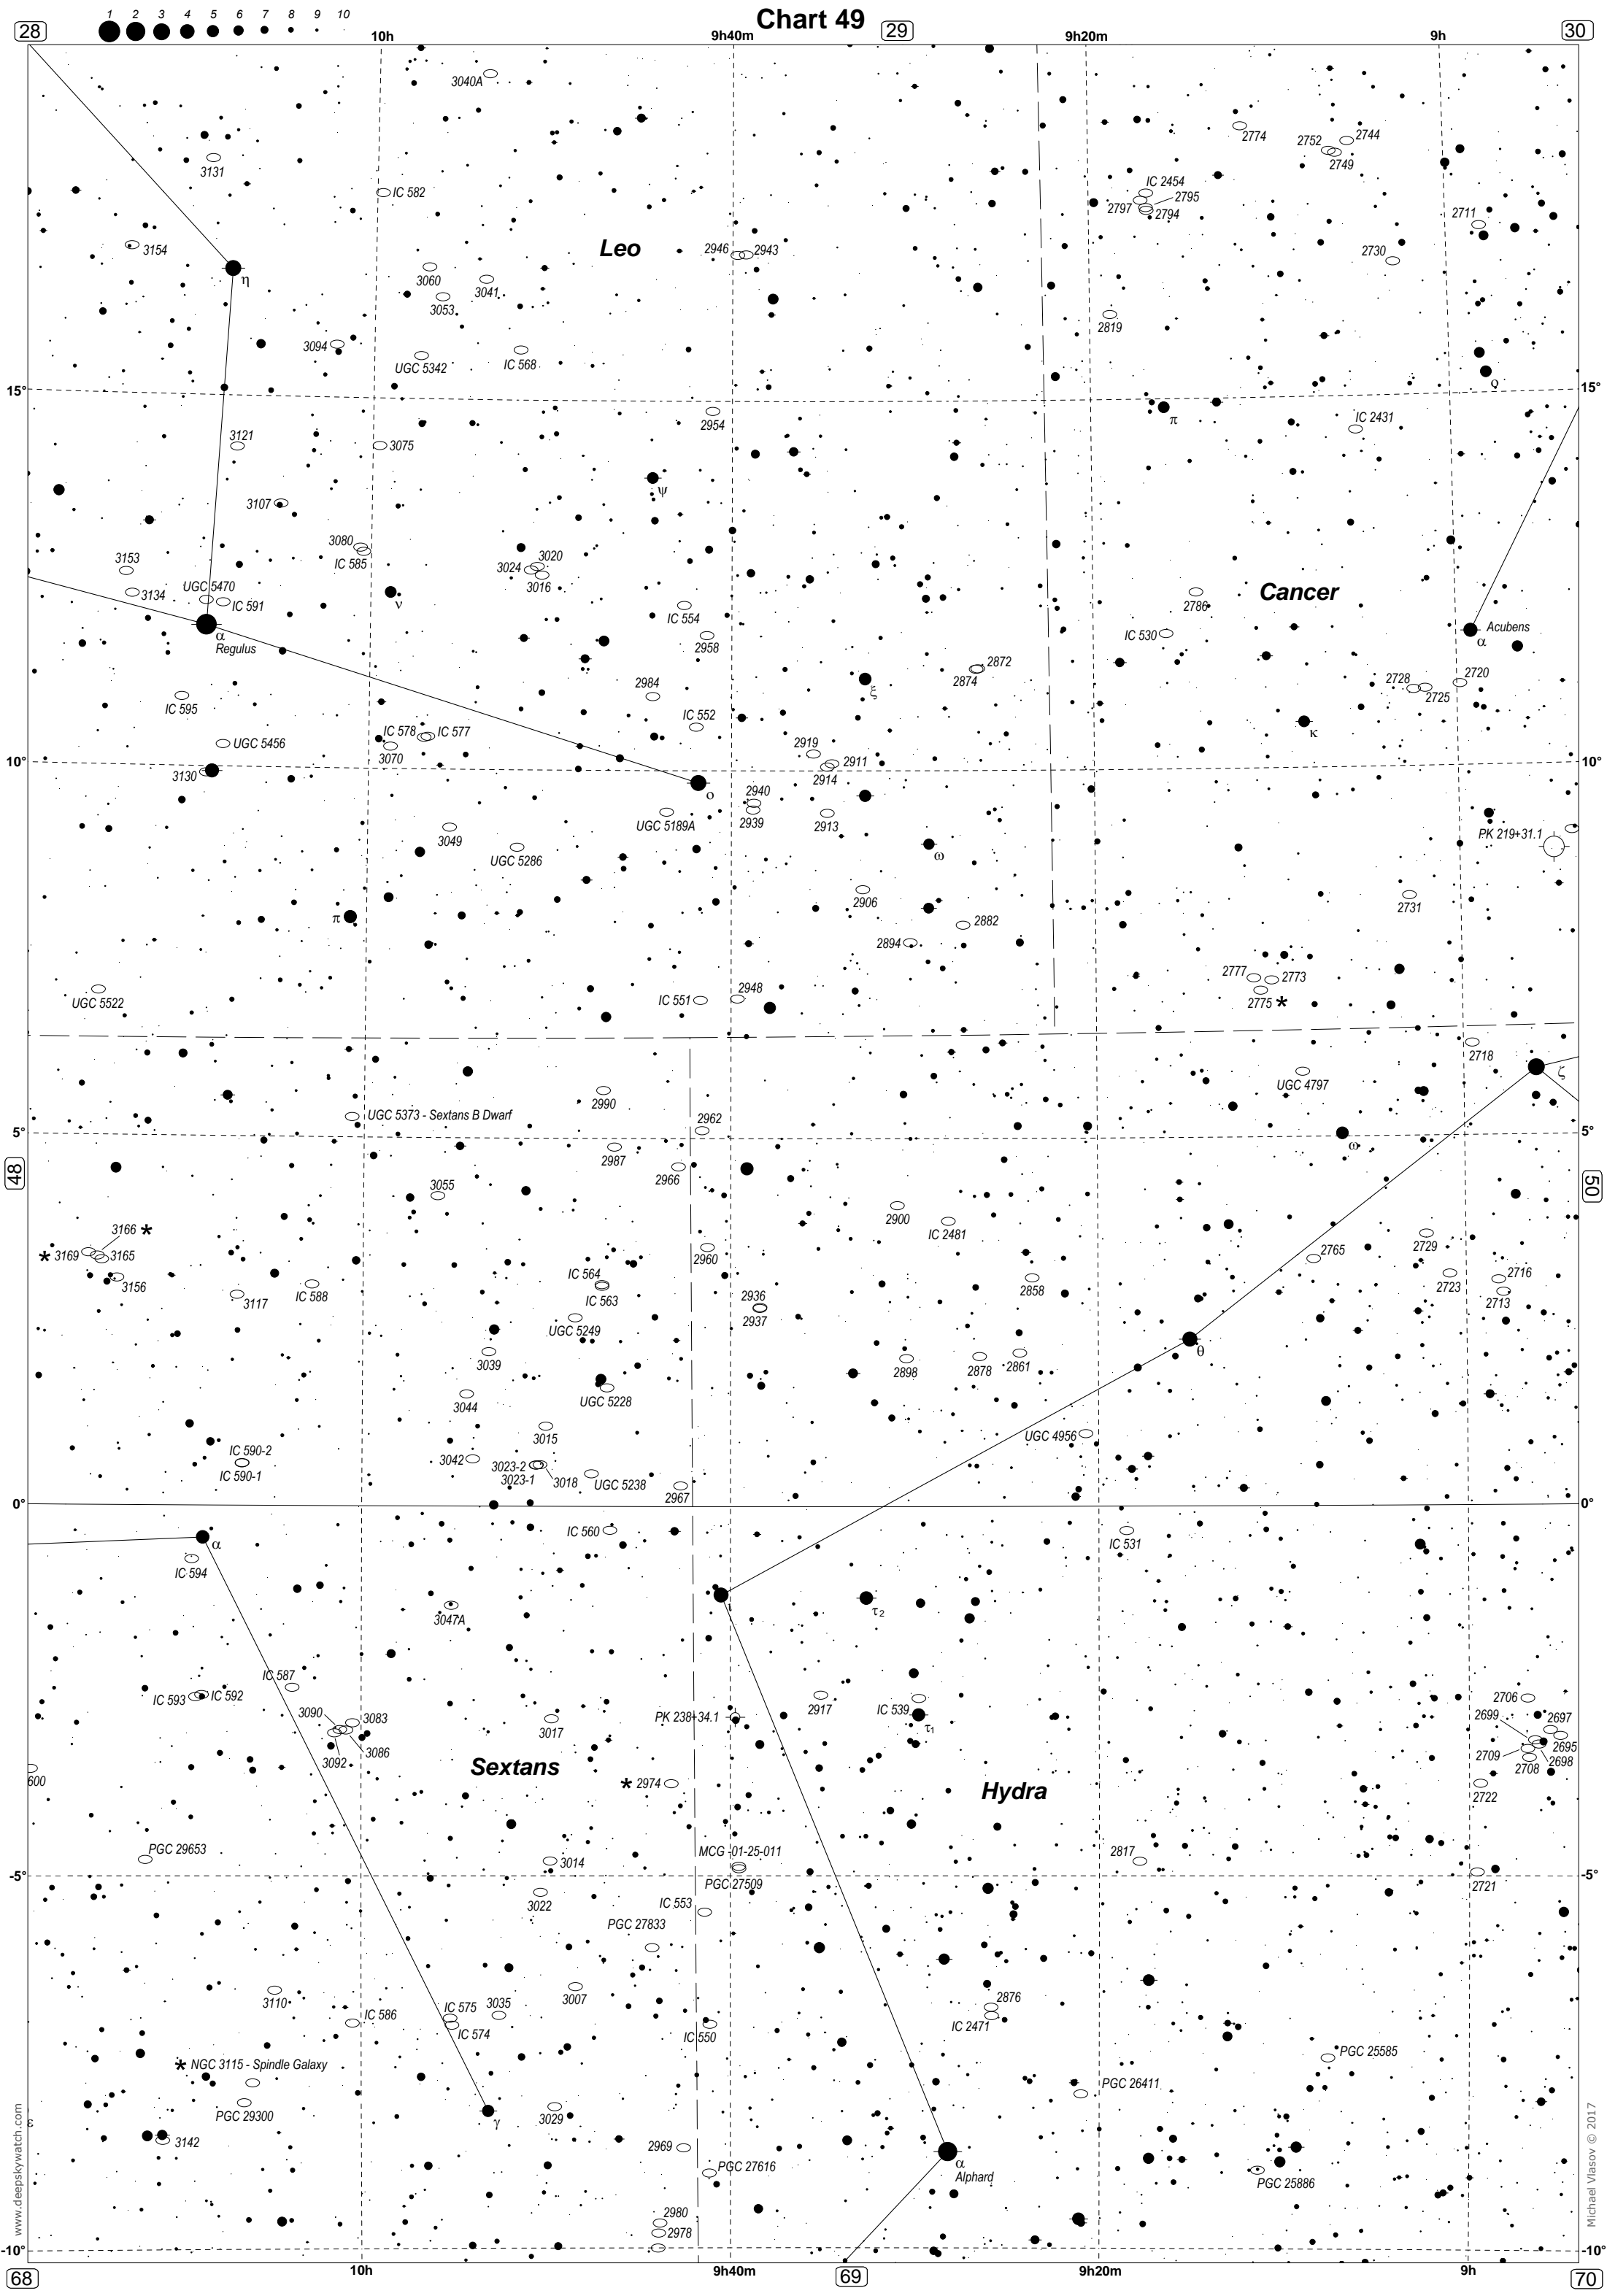 Chart 49
28
1 2 3 4 5 6 7 8 9 10
10h
9h40m
29
9h20m
9h
30
3040A
2774
2752
2744
2749
3131
IC 582
IC 2454
2795
2797
2794
2711
3154
Leo
2946
2943
2730
η
3060
3041
3053
2819
3094
UGC 5342
IC 568
ϱ
15°
15°
2954
π
IC 2431
3121
3075
ψ
3107
3080
IC 585
3020
3024
3016
3153
UGC 5470
3134
IC 591
ν
Cancer
IC 554
2786
α
Regulus
2958
IC 530
Acubens
α
2872
2874
2984
ξ
2728
2725
2720
IC 595
IC 552
κ
UGC 5456
IC 578
IC 577
3070
2919
2911
2914
10°
3130
10°
ο
2940
2939
UGC 5189A
2913
PK 219+31.1
3049
UGC 5286
ω
2906
2731
π
2882
2894
2777
2773
UGC 5522
IC 551
2948
2775 *
2718
2990
UGC 4797
ζ
UGC 5373 - Sextans B Dwarf
2962
5°
ω
5°
48
2987
2966
50
3055
2900
IC 2481
3166 *
* 3169
3165
2960
2765
2729
3156
IC 564
IC 588
IC 563
2858
2716
2723
3117
2936
2937
2713
UGC 5249
3039
θ
2898
2878
2861
UGC 5228
3044
3015
UGC 4956
IC 590-2
3042
3023-2
IC 590-1
3023-1
3018
UGC 5238
2967
0°
0°
α
IC 560
IC 531
IC 594
ι
3047A
τ2
IC 587
IC 593
IC 592
2706
3090
3083
PK 238+34.1
2917
IC 539
2699
2697
3017
τ1
3092
3086
2695
2709
2698
2708
Sextans
600
* 2974
Hydra
2722
PGC 29653
MCG -01-25-011
2817
3014
PGC 27509
-5°
-5°
2721
3022
IC 553
PGC 27833
3110
3007
2876
IC 586
IC 575
3035
IC 574
IC 550
IC 2471
* NGC 3115 - Spindle Galaxy
PGC 25585
PGC 26411
PGC 29300
γ
3029
ε
3142
2969
α
Alphard
PGC 27616
PGC 25886
2980
2978
www.deepskywatch.com
Michael Vlasov © 2017
-10°
-10°
68
10h
9h40m
69
9h20m
9h
70